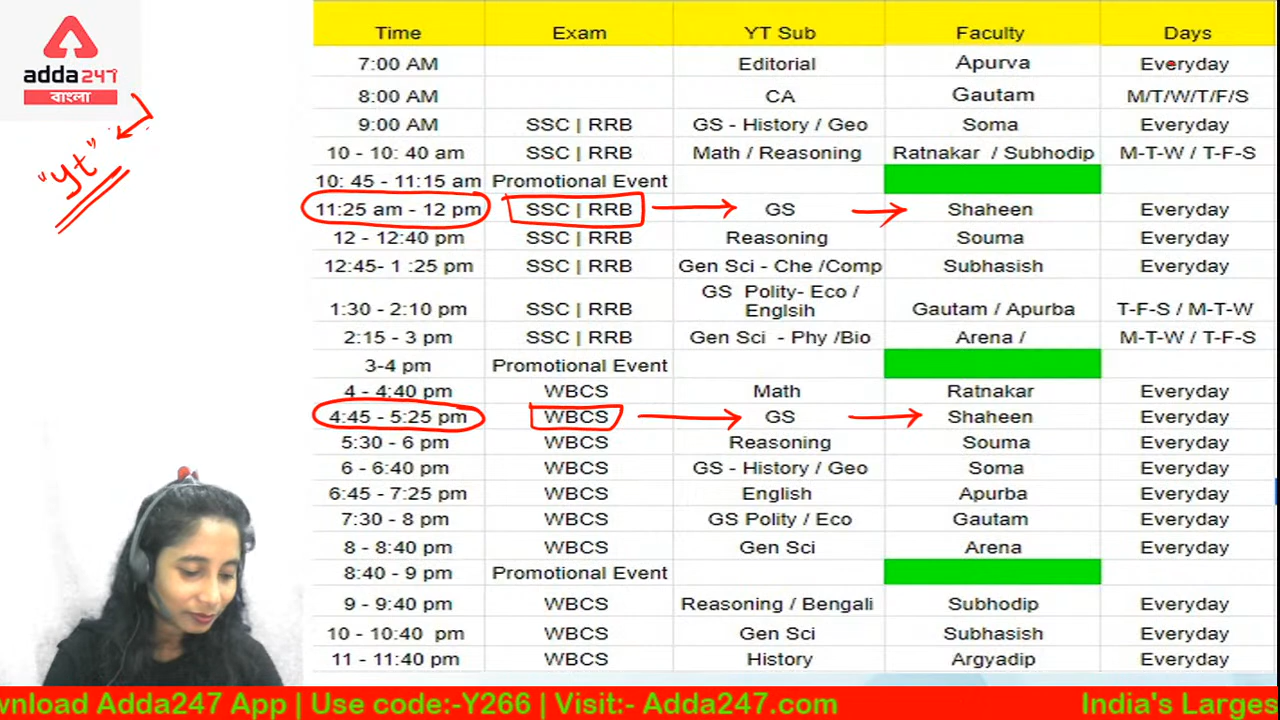 adda247
বাংলা
"Yt"
Time Exam YT Sub Faculty Days
7:00 AM Editorial Apurva Everyday
8:00 AM CA Gautam M/T/W/T/F/S
9:00 AM SSC | RRB GS - History / Geo Soma Everyday
10 - 10: 40 am SSC | RRB Math / Reasoning Ratnakar / Subhodip M-T-W / T-F-S
10: 45 - 11:15 am Promotional Event
11:25 am - 12 pm SSC | RRB GS Shaheen Everyday
12 - 12:40 pm SSC | RRB Reasoning Souma Everyday
12:45- 1 :25 pm SSC | RRB Gen Sci - Che /Comp Subhasish Everyday
1:30 - 2:10 pm SSC | RRB GS Polity- Eco / Gautam / Apurba T-F-S / M-T-W
Englsih
2:15 - 3 pm SSC | RRB Gen Sci - Phy /Bio Arena / M-T-W / T-F-S
3-4 pm Promotional Event
4 - 4:40 pm WBCS Math Ratnakar Everyday
4:45 - 5:25 pm WBCS GS Shaheen Everyday
5:30 - 6 pm WBCS Reasoning Souma Everyday
6 - 6:40 pm WBCS GS - History / Geo Soma Everyday
6:45 - 7:25 pm WBCS English Apurba Everyday
7:30 - 8 pm WBCS GS Polity / Eco Gautam Everyday
8 - 8:40 pm WBCS Gen Sci Arena Everyday
8:40 - 9 pm Promotional Event
9 - 9:40 pm WBCS Reasoning / Bengali Subhodip Everyday
10 - 10:40 pm WBCS Gen Sci Subhasish Everyday
11 - 11:40 pm WBCS History Argyadip Everyday
wnload Adda247 App | Use code:-Y266 | Visit:- Adda247.com India's Larges